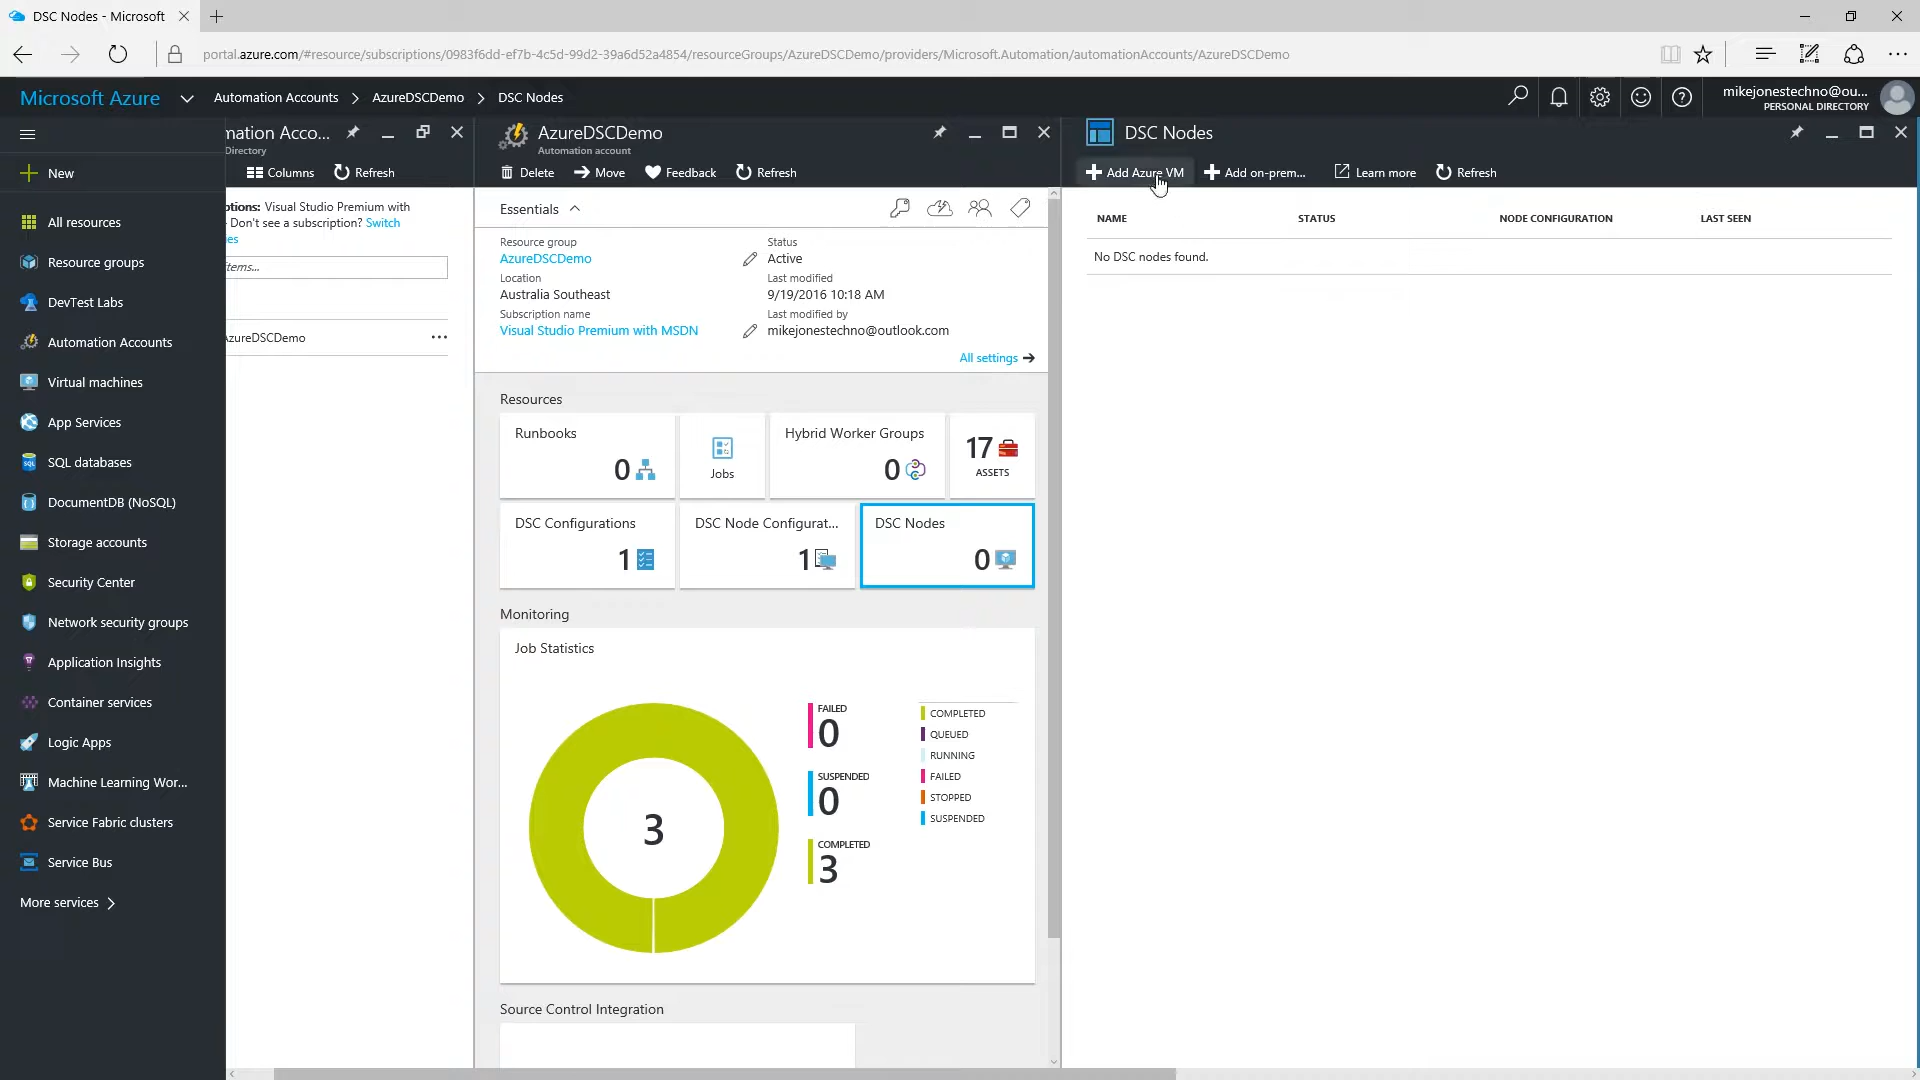 DSC Nodes - Microsoft
portal.azure.com/#resource/subscriptions/0983f6dd-ef7b-4c5d-99d2-39a6d52a4854/resourceGroups/AzureDSCDemo/providers/Microsoft.Automation/automationAccounts/AzureDSCDemo
Microsoft Azure
Automation Accounts > AzureDSCDemo > DSC Nodes
mikejonestechno@ou...
PERSONAL DIRECTORY
New
All resources
Resource groups
DevTest Labs
Automation Accounts
Virtual machines
App Services
SQL databases
DocumentDB (NoSQL)
Storage accounts
Security Center
Network security groups
Application Insights
Container services
Logic Apps
Machine Learning Wor...
Service Fabric clusters
Service Bus
More services >
mation Acco...
Directory
Columns
Refresh
ptions: Visual Studio Premium with
- Don't see a subscription? Switch
ies
items...
AzureDSCDemo
AzureDSCDemo
Automation account
Delete
Move
Feedback
Refresh
Essentials
Resource group
AzureDSCDemo
Location
Australia Southeast
Subscription name
Visual Studio Premium with MSDN
Status
Active
Last modified
9/19/2016 10:18 AM
Last modified by
mikejonestechno@outlook.com
All settings
Resources
Runbooks
0
Jobs
Hybrid Worker Groups
0
17
ASSETS
DSC Configurations
1
DSC Node Configurat...
1
DSC Nodes
0
Monitoring
Job Statistics
3
FAILED
0
SUSPENDED
0
COMPLETED
3
COMPLETED
QUEUED
RUNNING
FAILED
STOPPED
SUSPENDED
Source Control Integration
DSC Nodes
Add Azure VM
Add on-prem...
Learn more
Refresh
NAME
STATUS
NODE CONFIGURATION
LAST SEEN
No DSC nodes found.